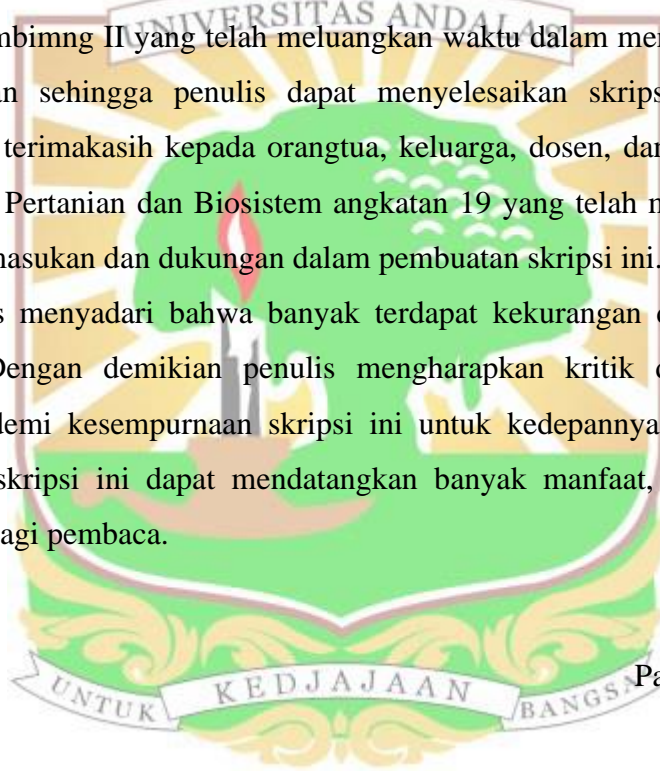 UNIVERSITAS ANDALAS
mbimng II yang telah meluangkan waktu dalam mer
an sehingga penulis dapat menyelesaikan skrips
terimakasih kepada orangtua, keluarga, dosen, dar
Pertanian dan Biosistem angkatan 19 yang telah m
nasukan dan dukungan dalam pembuatan skripsi ini.
s menyadari bahwa banyak terdapat kekurangan
Dengan demikian penulis mengharapkan kritik d
demi kesempurnaan skripsi ini untuk kedepannya
skripsi ini dapat mendatangkan banyak manfaat,
agi pembaca.
Pa
UNTUK KEDJAJAAN BANGSA